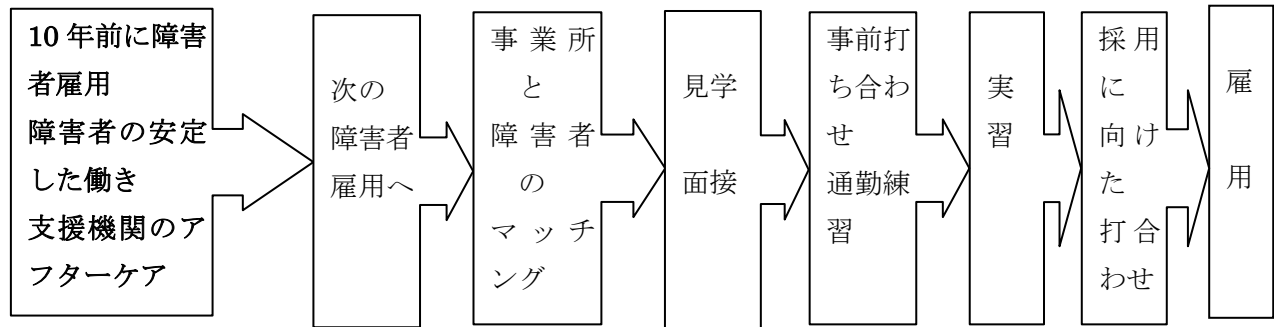 10 年前に障害
者雇用
障害者の安定
した働き
支援機関のア
フターケア
次の
障害者
雇用へ
事業所
と
障害者
の
マッチ
ング
見学
面接
事前打
ち合わ
せ
通勤練
習
実
習
採用
に
向け
た
打合
わせ
雇
用